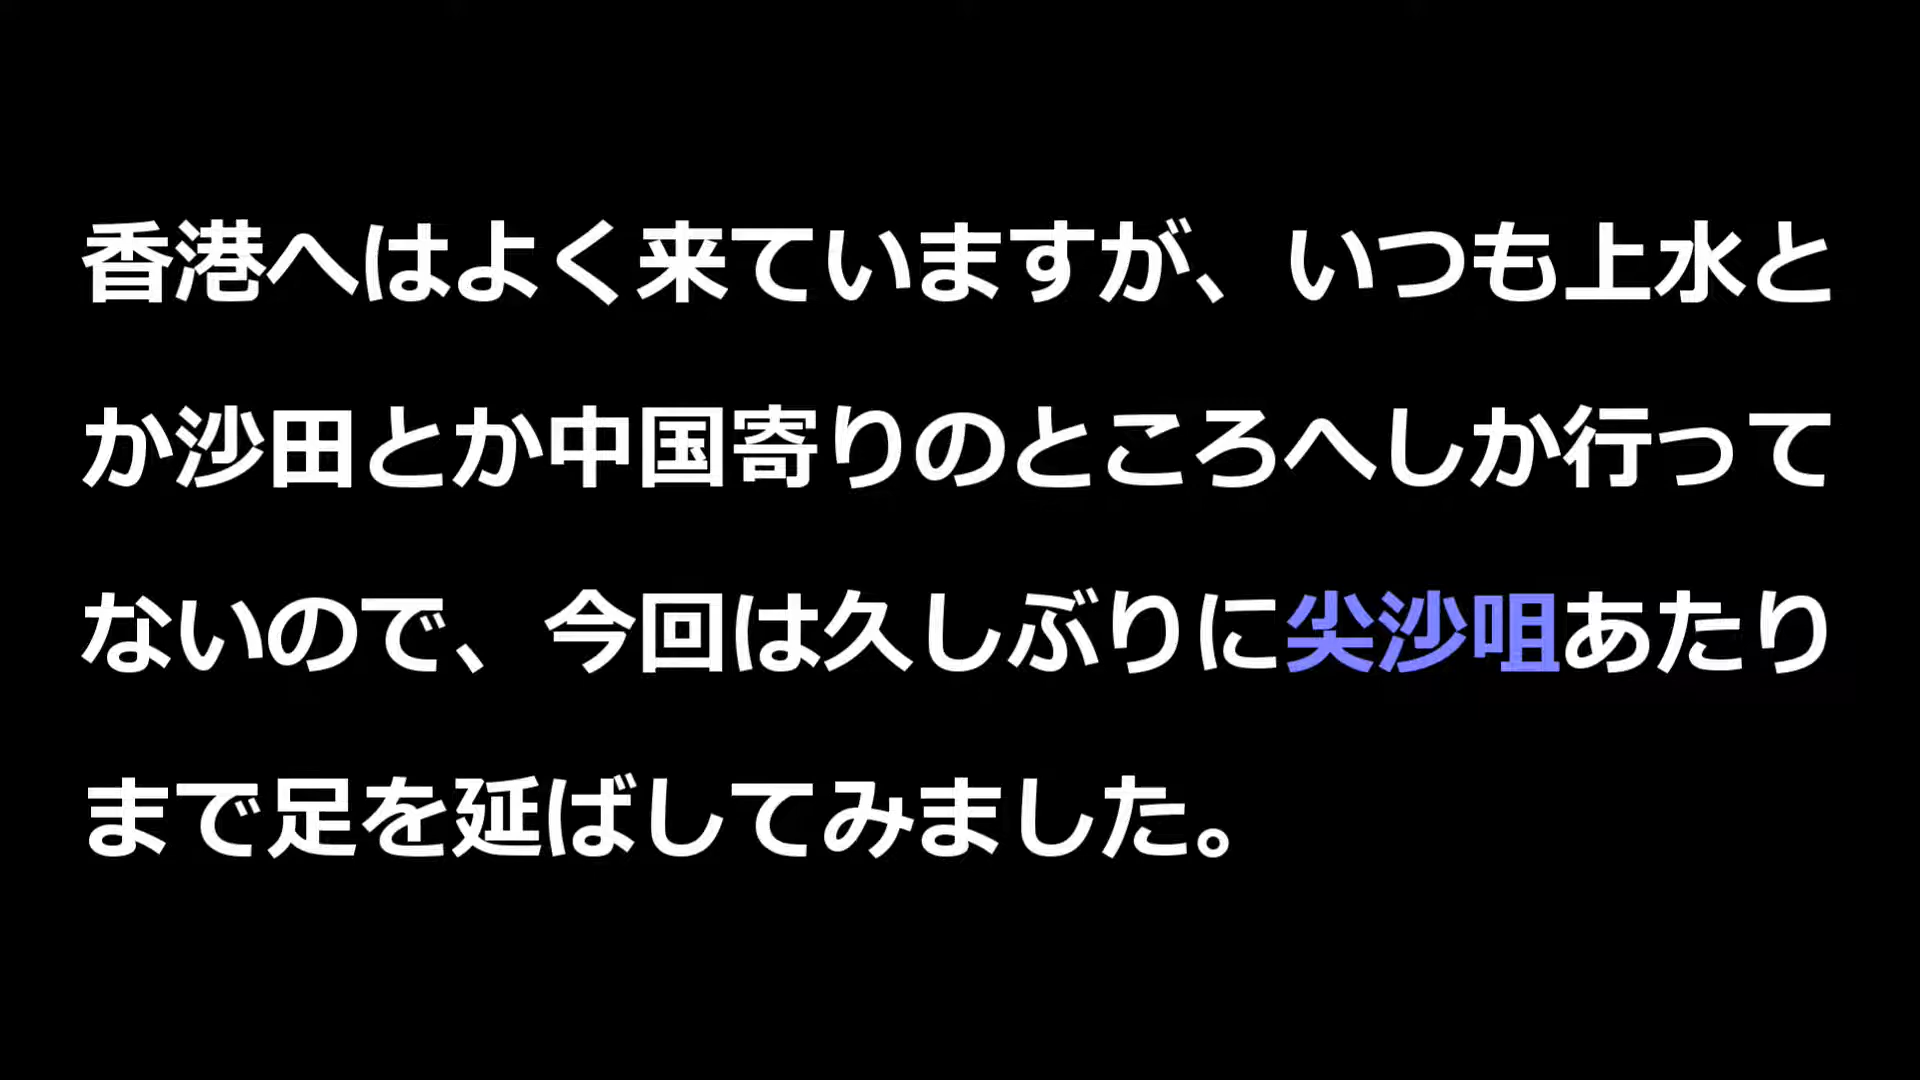 香港へはよく来ていますが、いつも上水と
か沙田とか中国寄りのところへしか行って
ないので、今回は久しぶりに尖沙咀あたり
まで足を延ばしてみました。